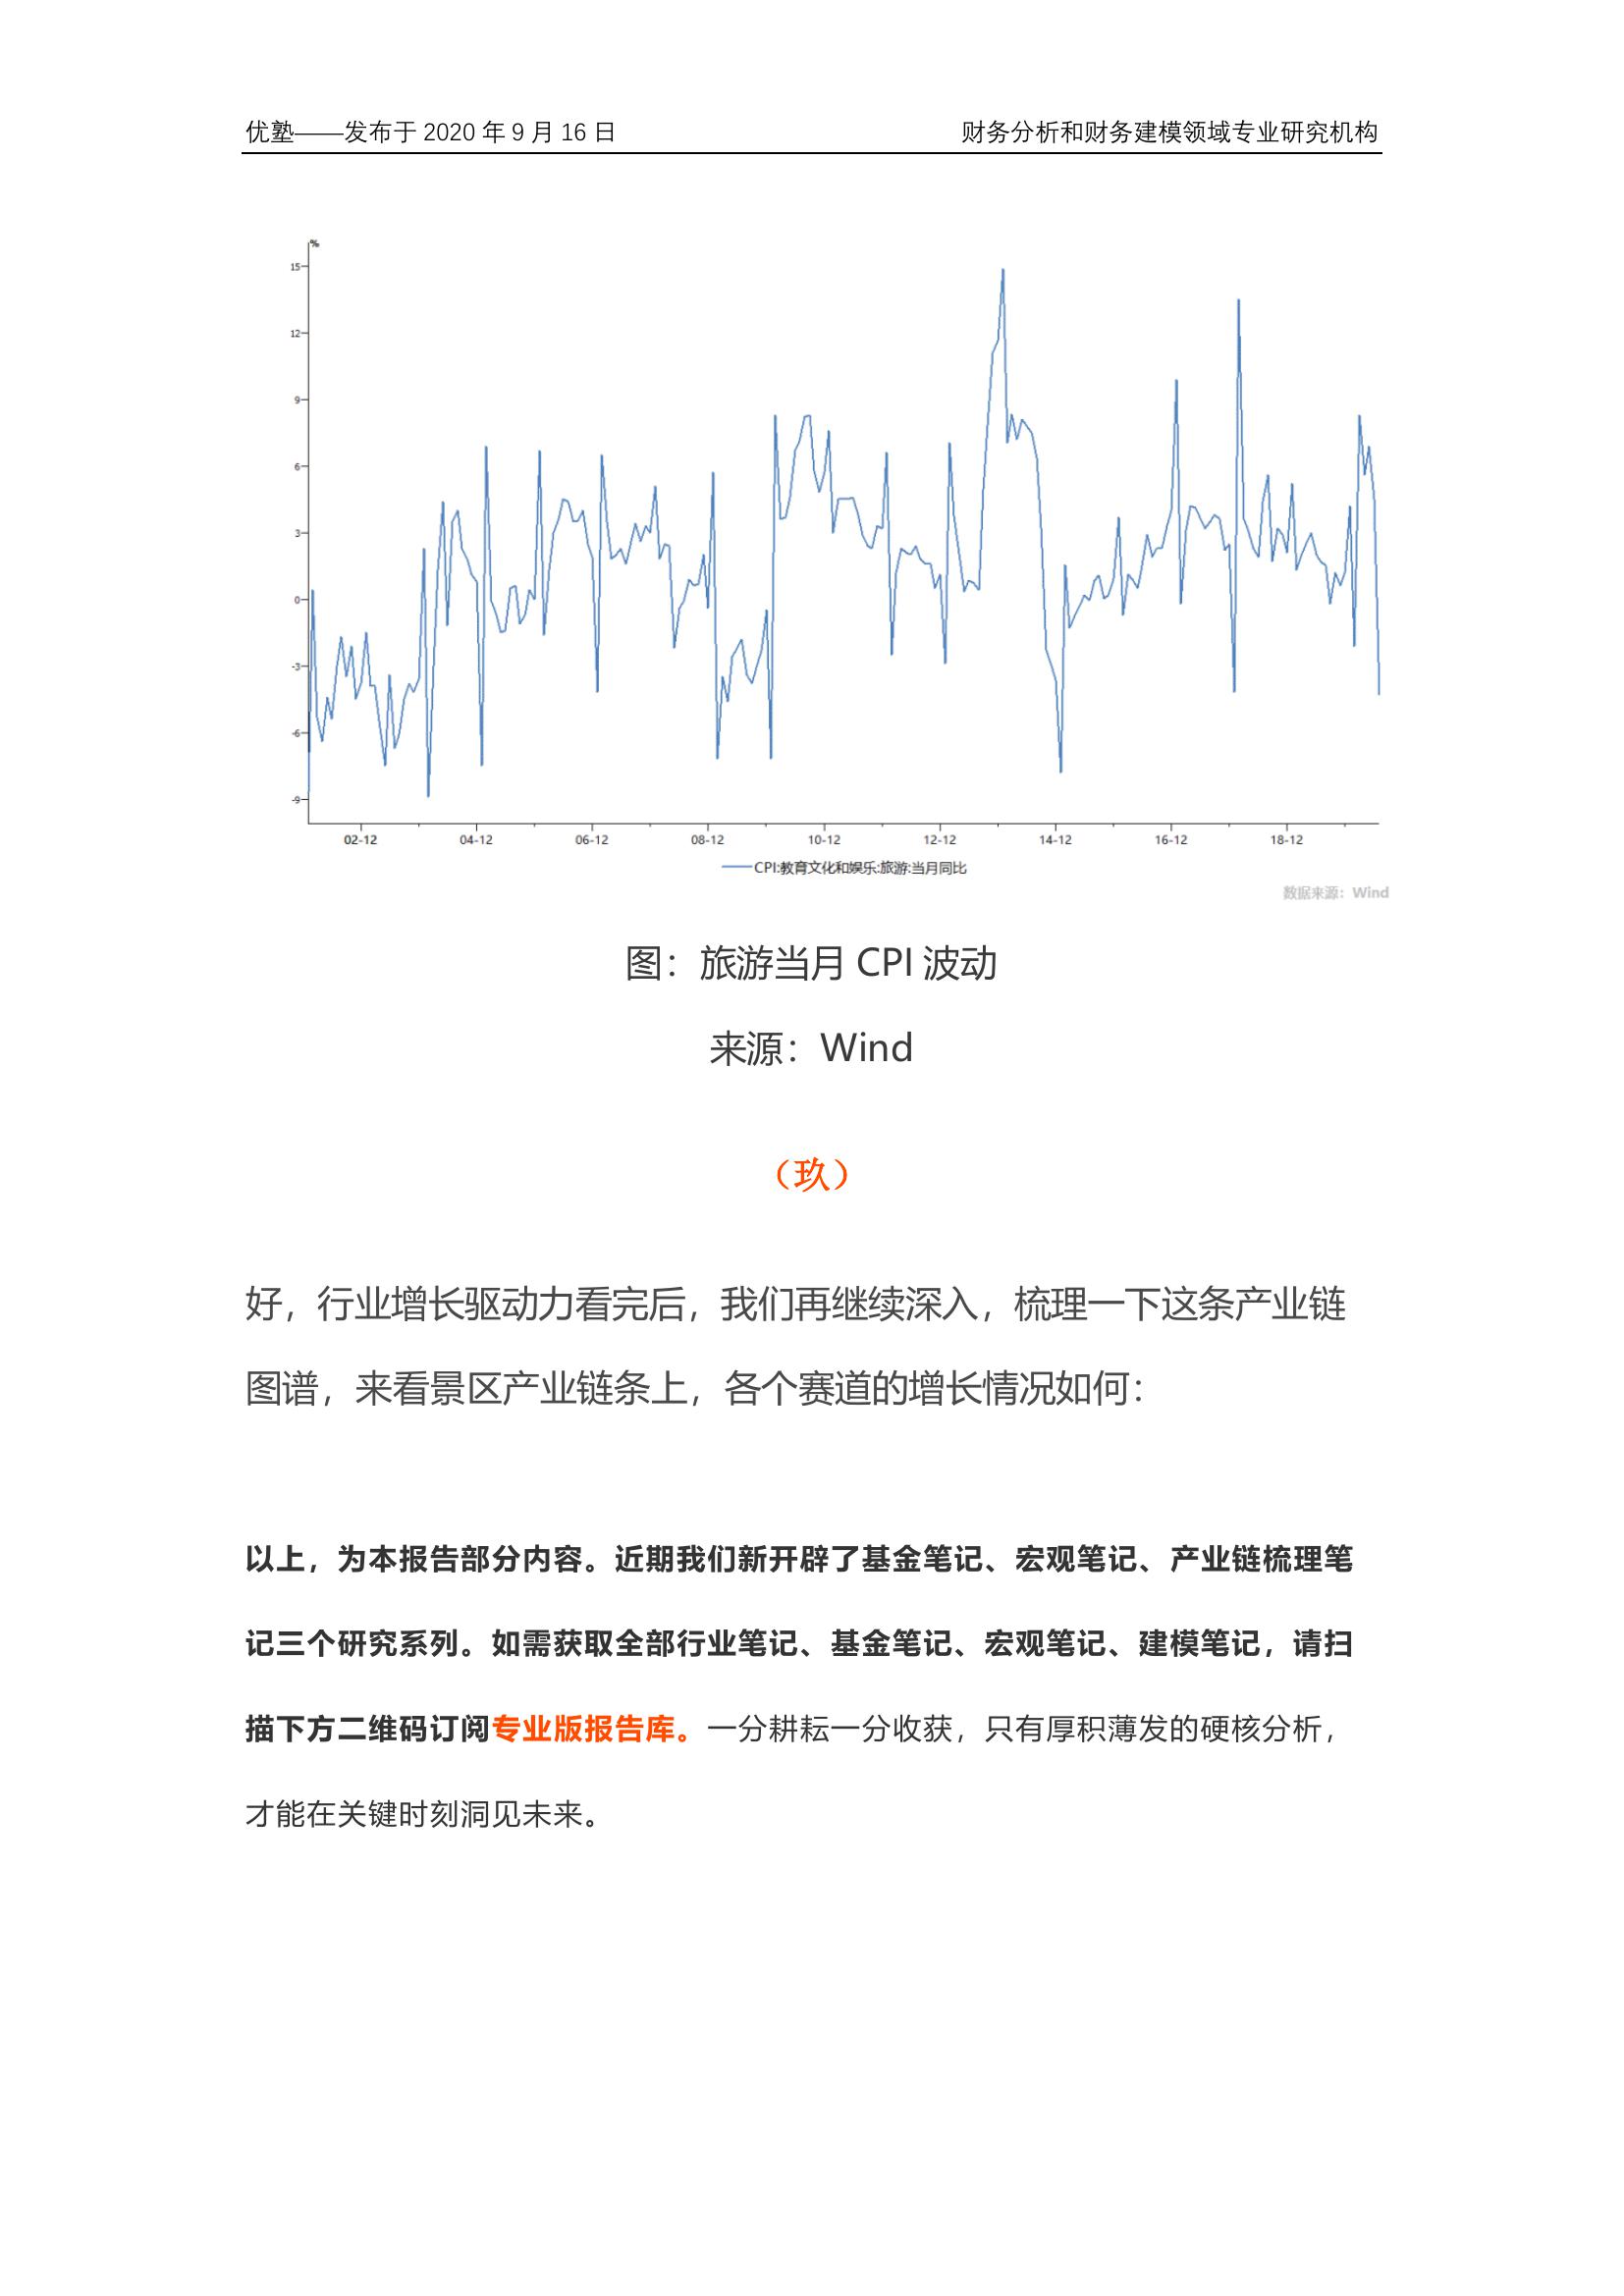 优塾——发布于 2020 年 9 月 16 日
财务分析和财务建模领域专业研究机构
%
15
12
9
6
3
0
-3
-6
-9
02-12 04-12 06-12 08-12 10-12 12-12 14-12 16-12 18-12
CPI:教育文化和娱乐:旅游:当月同比
数据来源：Wind
图：旅游当月 CPI 波动
来源：Wind
（玖）
好，行业增长驱动力看完后，我们再继续深入，梳理一下这条产业链
图谱，来看景区产业链条上，各个赛道的增长情况如何：
以上，为本报告部分内容。近期我们新开辟了基金笔记、宏观笔记、产业链梳理笔
记三个研究系列。如需获取全部行业笔记、基金笔记、宏观笔记、建模笔记，请扫
描下方二维码订阅专业版报告库。一分耕耘一分收获，只有厚积薄发的硬核分析，
才能在关键时刻洞见未来。